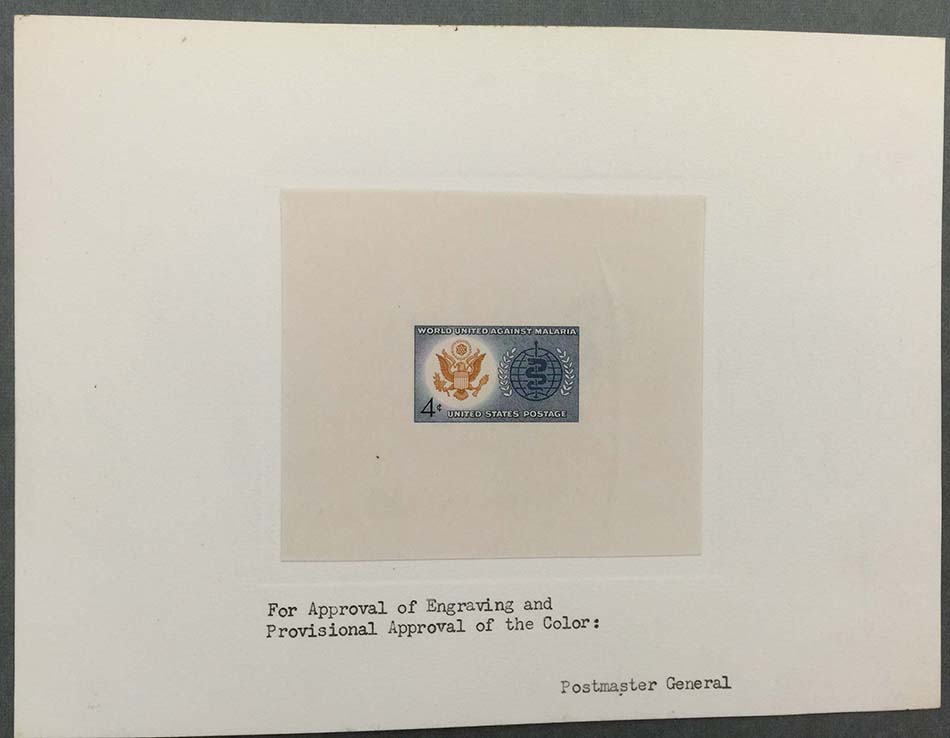 WORLD UNITED AGAINST MALARIA
4¢
UNITED STATES POSTAGE
For Approval of Engraving and
Provisional Approval of the Color:
Postmaster General